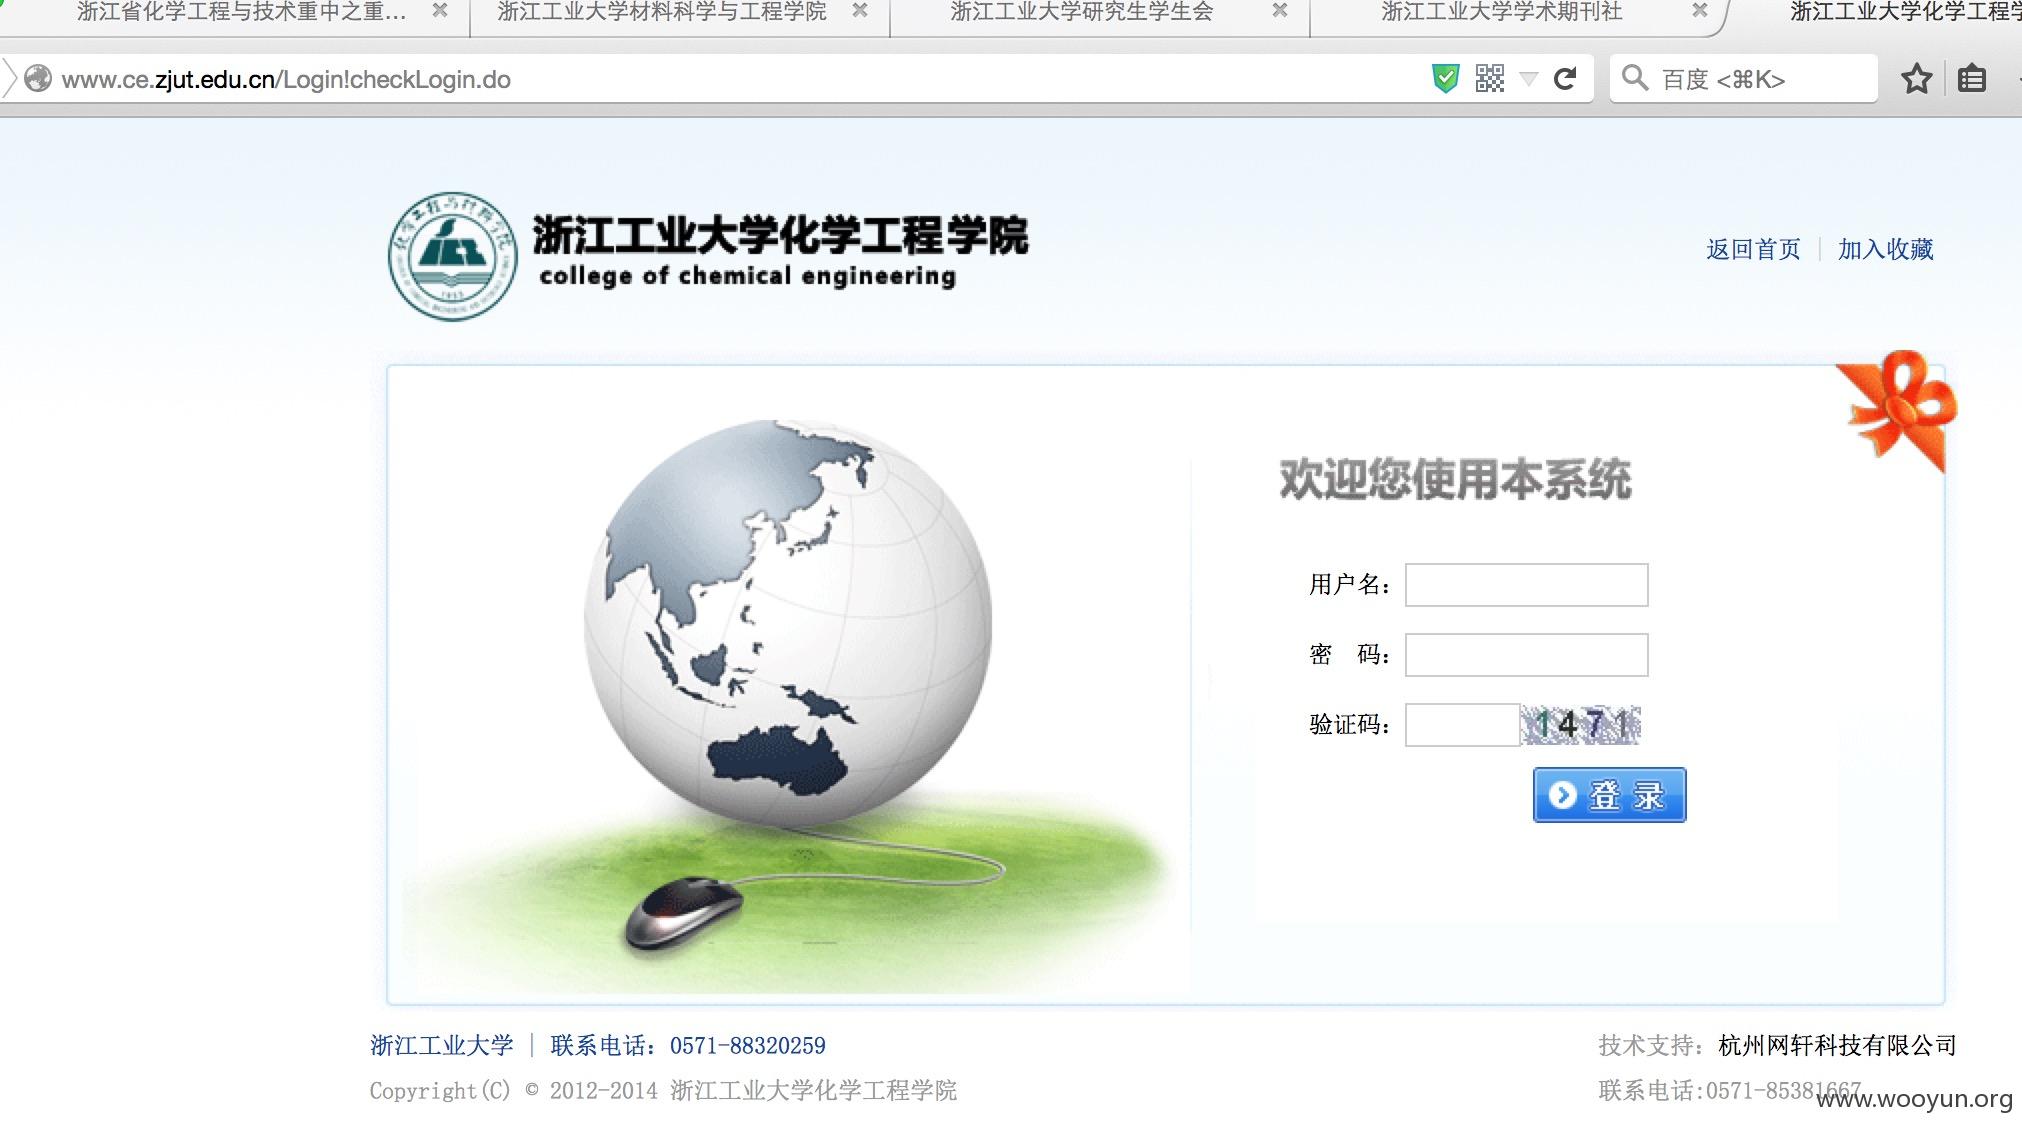 浙江省化学工程与技术重中之重...
浙江工业大学材料科学与工程学院
浙江工业大学研究生学生会
浙江工业大学学术期刊社
浙江工业大学化学工程学
www.ce.zjut.edu.cn/Login!checkLogin.do
百度 <⌘K>
浙江工业大学化学工程学院
college of chemical engineering
返回首页 | 加入收藏
欢迎您使用本系统
用户名：
密 码：
验证码： 1471
登 录
浙江工业大学 | 联系电话：0571-88320259
技术支持：杭州网轩科技有限公司
Copyright(C) © 2012-2014 浙江工业大学化学工程学院
联系电话:0571-85381667
www.wooyun.org